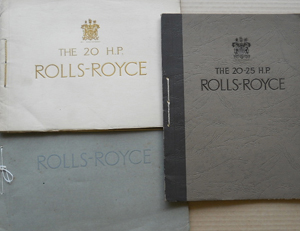 THE 20 H.P.
ROLLS-ROYCE
THE 20-25 H.P.
ROLLS-ROYCE
ROLLS-ROYCE